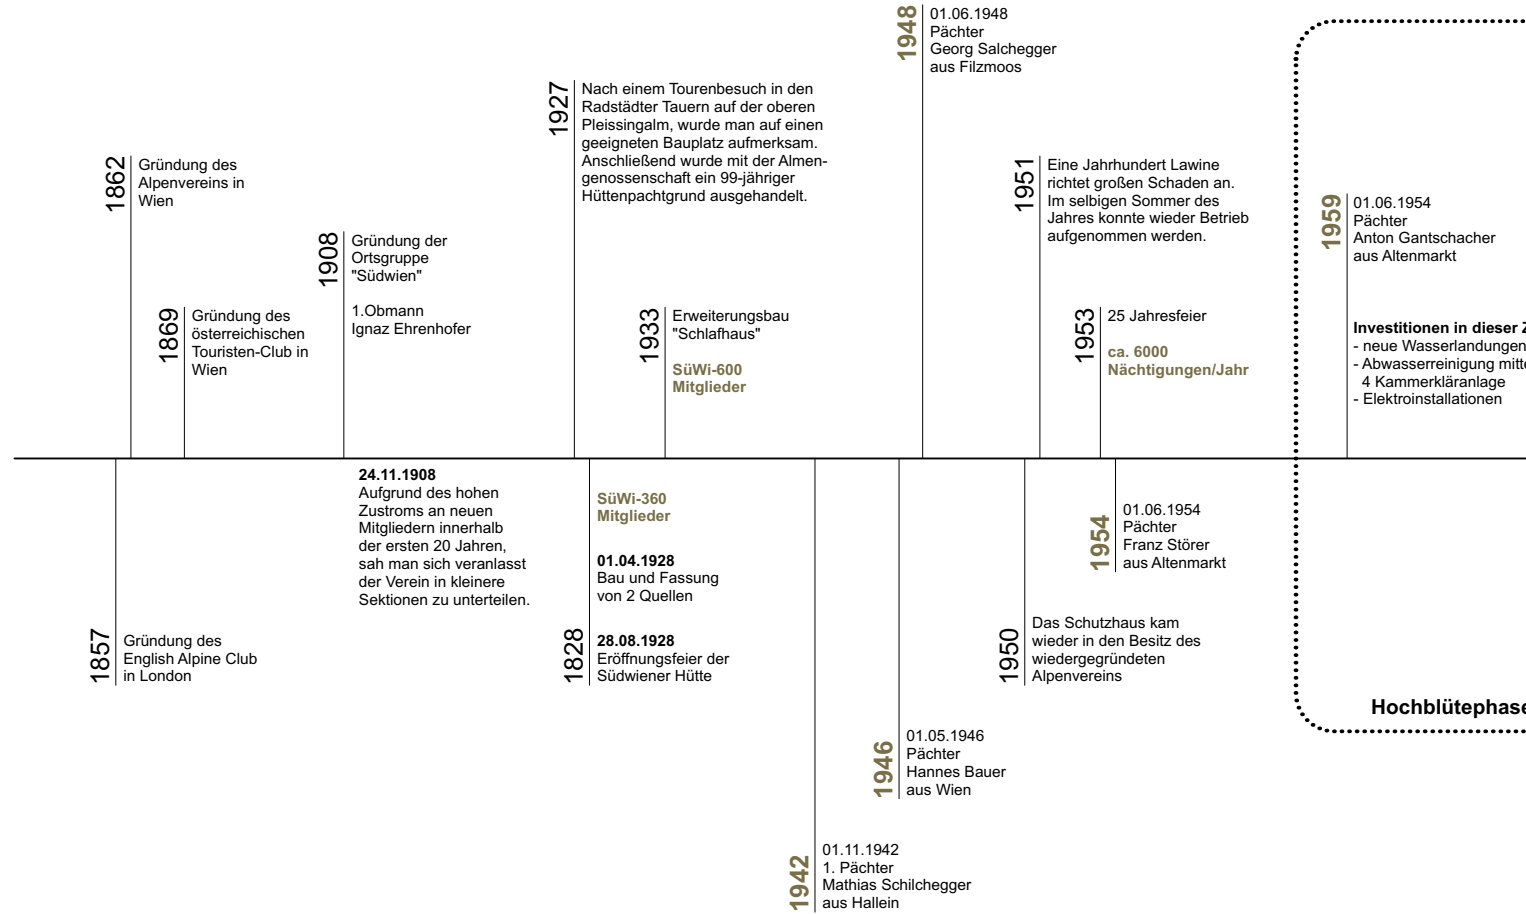 1948
01.06.1948
Pächter
Georg Salchegger
aus Filzmoos
1927
Nach einem Tourenbesuch in den
Radstädter Tauern auf der oberen
Pleissingalm, wurde man auf einen
geeigneten Bauplatz aufmerksam.
Anschließend wurde mit der Almen-
genossenschaft ein 99-jähriger
Hüttenpachtgrund ausgehandelt.
1862
Gründung des
Alpenvereins in
Wien
1951
Eine Jahrhundert Lawine
richtet großen Schaden an.
Im selbigen Sommer des
Jahres konnte wieder Betrieb
aufgenommen werden.
1959
01.06.1954
Pächter
Anton Gantschacher
aus Altenmarkt
1908
Gründung der
Ortsgruppe
"Südwien"
1.Obmann
Ignaz Ehrenhofer
1869
Gründung des
österreichischen
Touristen-Club in
Wien
1933
Erweiterungsbau
"Schlafhaus"
SüWi-600
Mitglieder
1953
25 Jahresfeier
ca. 6000
Nächtigungen/Jahr
Investitionen in dieser
- neue Wasserlandungen
- Abwasserreinigung
4 Kammerkläranlage
- Elektroinstallationen
24.11.1908
Aufgrund des hohen
Zustroms an neuen
Mitgliedern innerhalb
der ersten 20 Jahren,
sah man sich veranlasst
der Verein in kleinere
Sektionen zu unterteilen.
SüWi-360
Mitglieder
01.04.1928
Bau und Fassung
von 2 Quellen
1828
28.08.1928
Eröffnungsfeier der
Südwiener Hütte
1954
01.06.1954
Pächter
Franz Störer
aus Altenmarkt
1857
Gründung des
English Alpine Club
in London
1950
Das Schutzhaus kam
wieder in den Besitz des
wiedergegründeten
Alpenvereins
Hochblütephase
1946
01.05.1946
Pächter
Hannes Bauer
aus Wien
1942
01.11.1942
1. Pächter
Mathias Schilchegger
aus Hallein